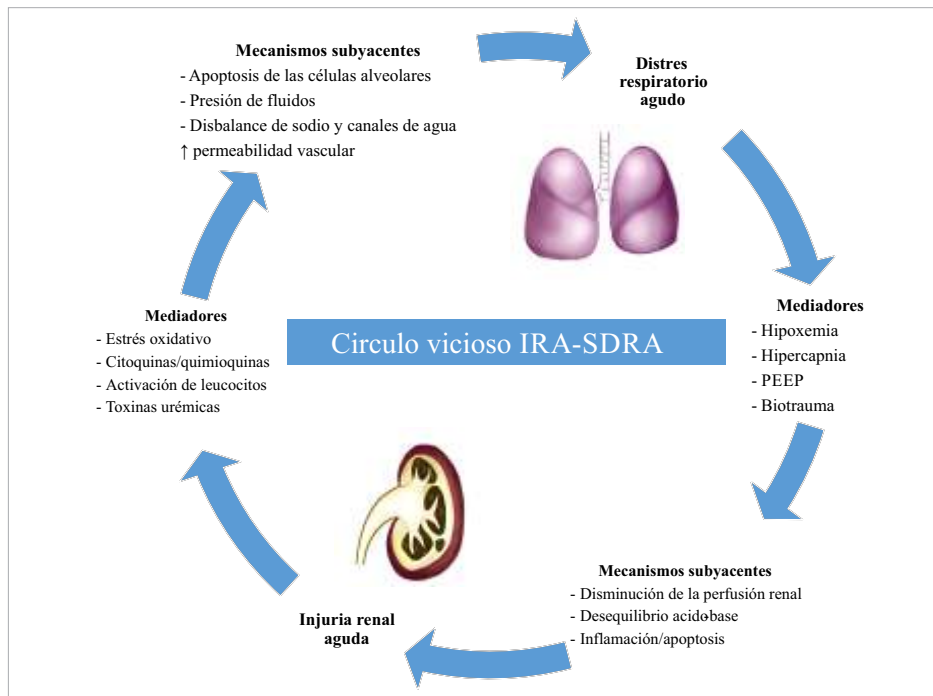 Mecanismos subyacentes
- Apoptosis de las células alveolares
- Presión de fluidos
- Disbalance de sodio y canales de agua
↑ permeabilidad vascular
Distres
respiratorio
agudo
Mediadores
- Hipoxemia
- Hipercapnia
- PEEP
- Biotrauma
Mecanismos subyacentes
- Disminución de la perfusión renal
- Desequilibrio acido-base
- Inflamación/apoptosis
Injuria renal
aguda
Mediadores
- Estrés oxidativo
- Citoquinas/quimioquinas
- Activación de leucocitos
- Toxinas urémicas
Circulo vicioso IRA-SDRA